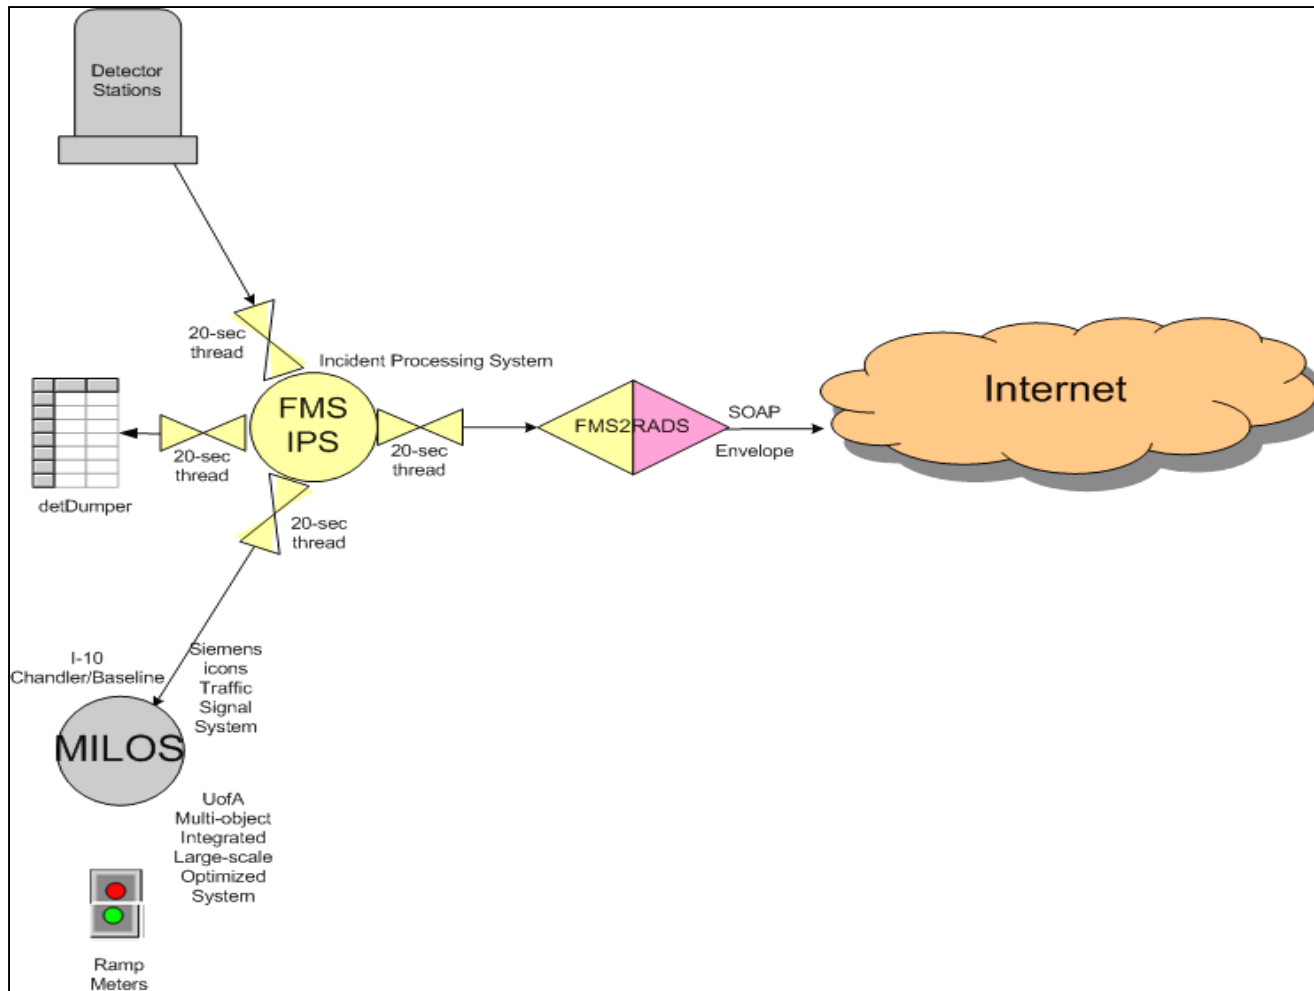 Detector
Stations
20-sec
thread
Incident Processing System
FMS
IPS
20-sec
thread
detDumper
20-sec
thread
FMS2RADS
SOAP
Envelope
Internet
20-sec
thread
I-10
Chandler/Baseline
Siemens
icons
Traffic
Signal
System
MILOS
UofA
Multi-object
Integrated
Large-scale
Optimized
System
Ramp
Meters